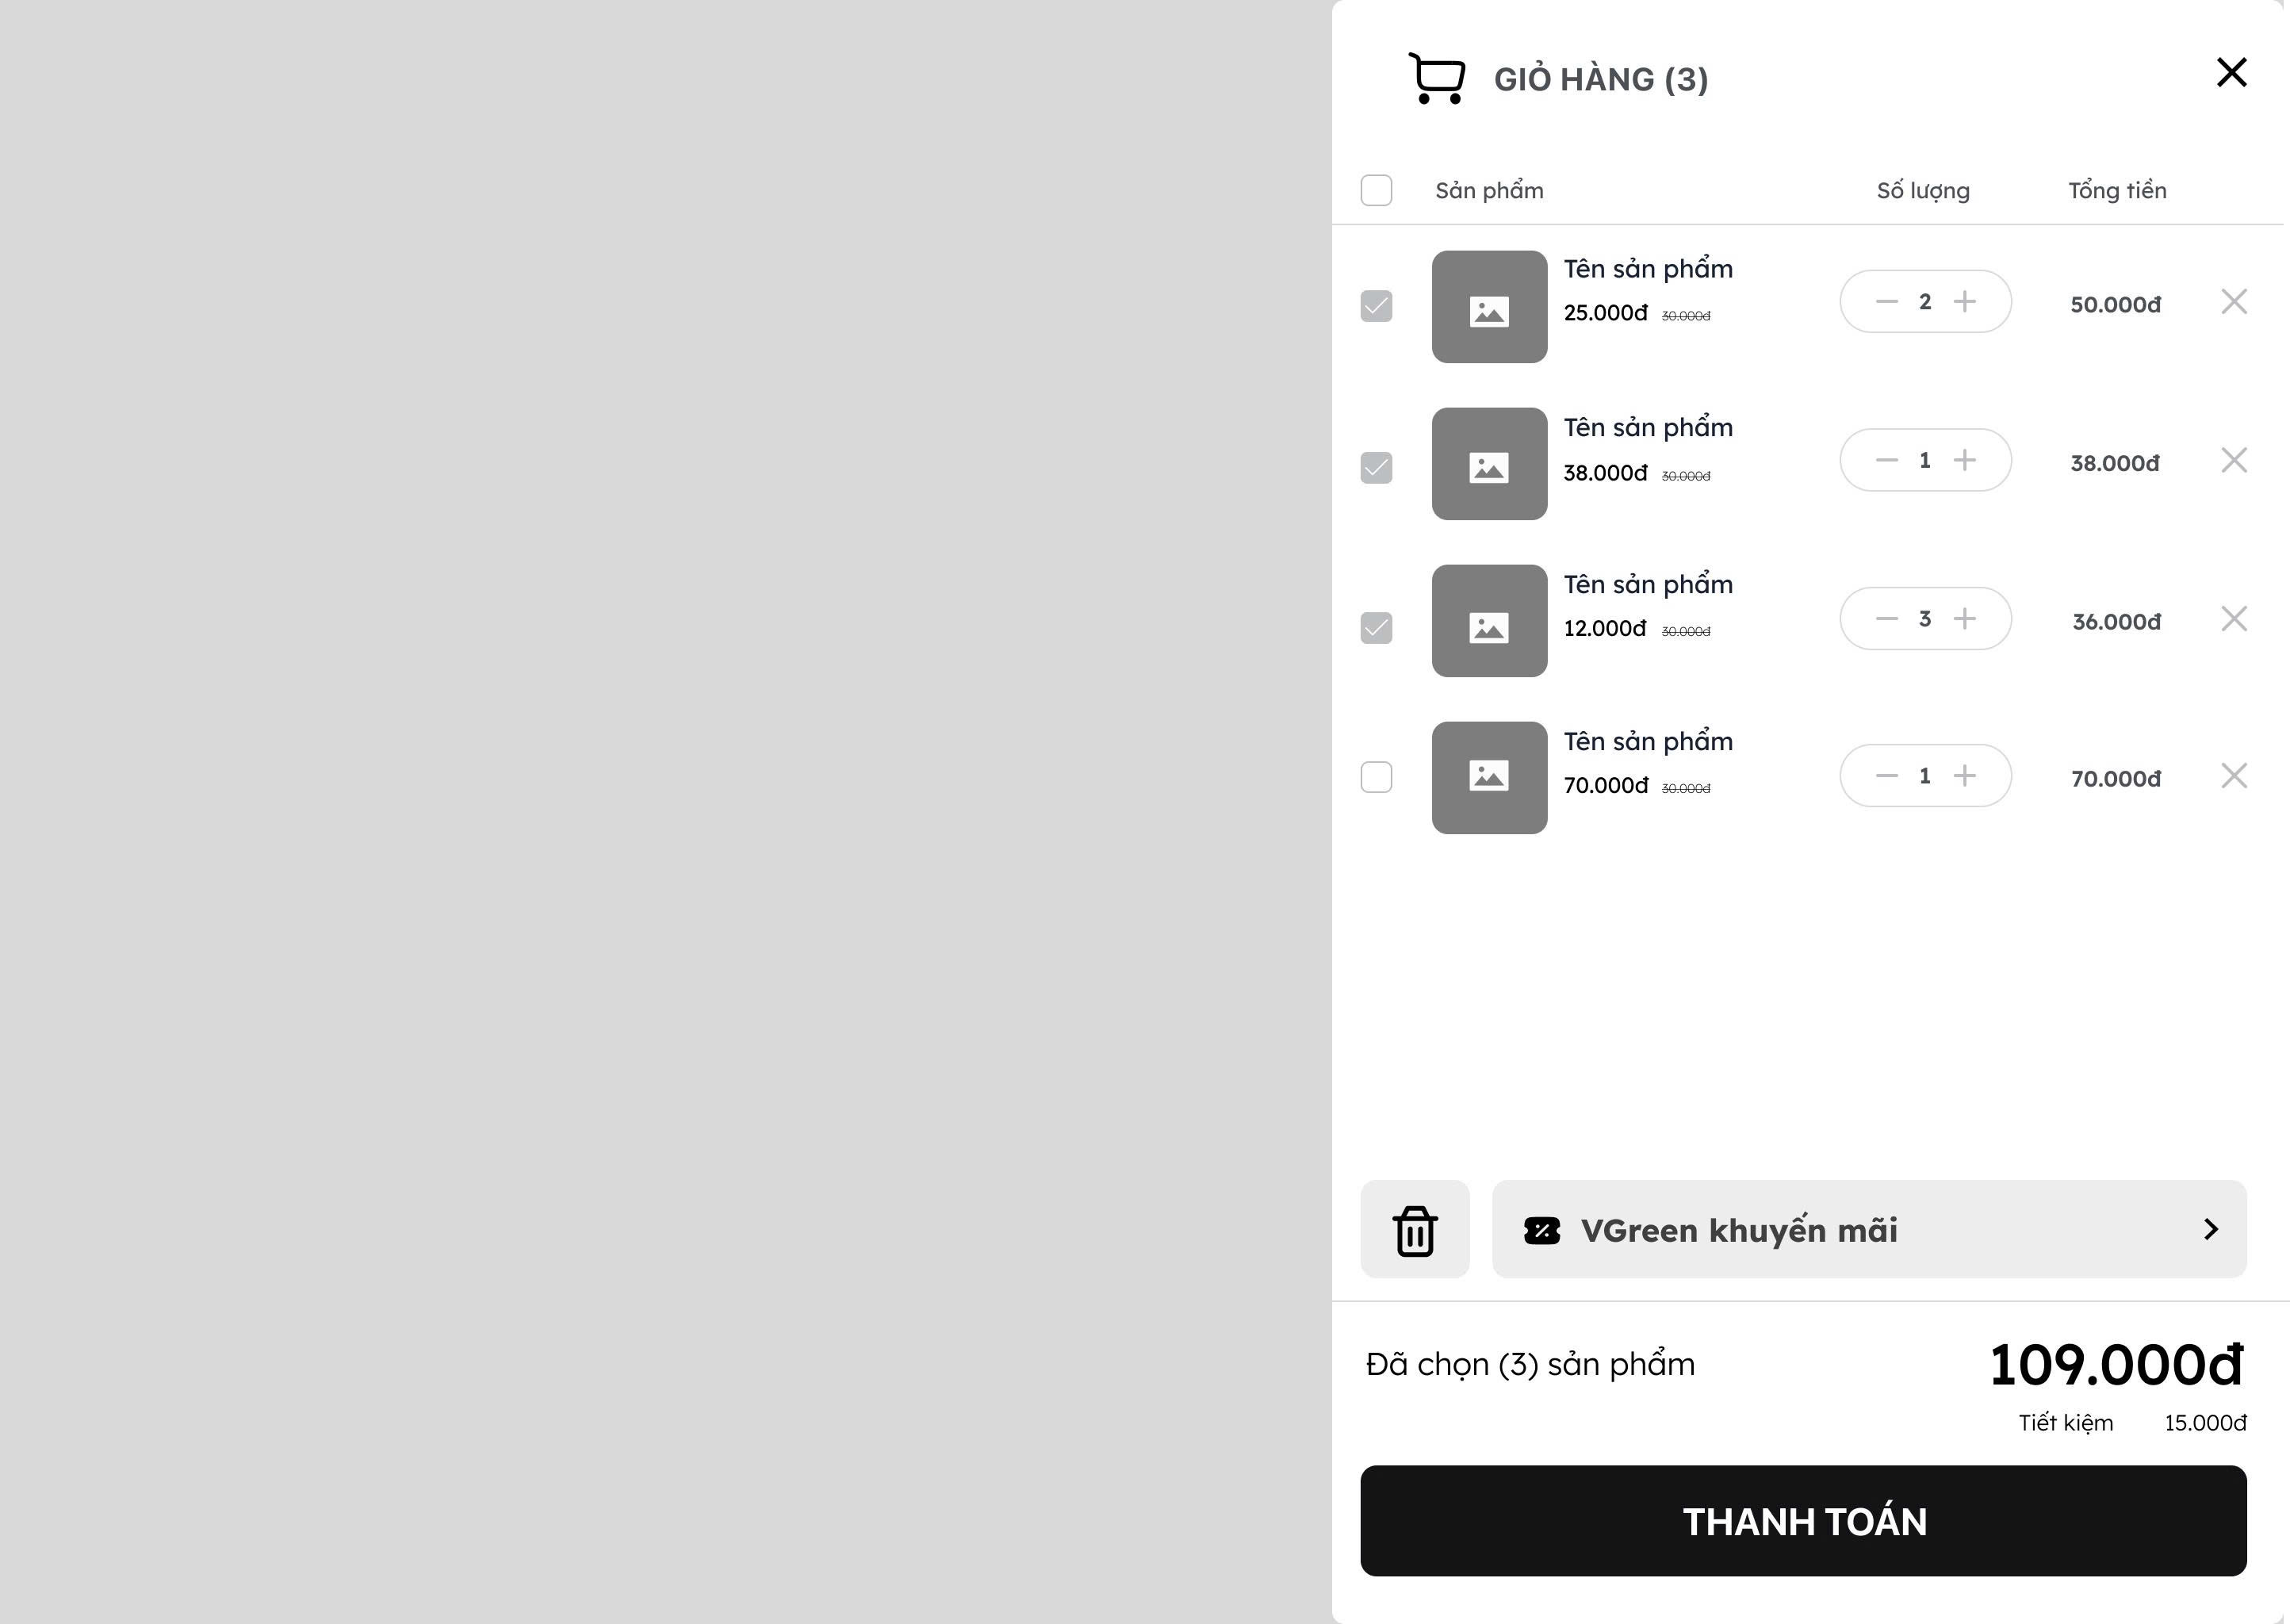 GIỎ HÀNG (3)
Sản phẩm Số lượng Tổng tiền
Tên sản phẩm
25.000đ 30.000đ 2 50.000đ
Tên sản phẩm
38.000đ 30.000đ 1 38.000đ
Tên sản phẩm
12.000đ 30.000đ 3 36.000đ
Tên sản phẩm
70.000đ 30.000đ 1 70.000đ
VGreen khuyến mãi
Đã chọn (3) sản phẩm 109.000đ
Tiết kiệm 15.000đ
THANH TOÁN